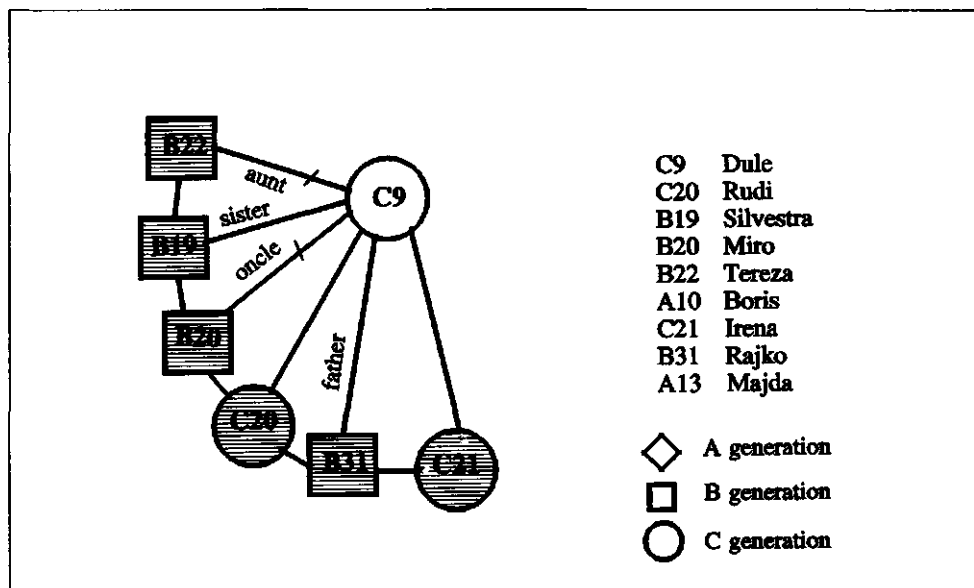 B22
aunt
C9
sister
B19
oncle
B20
father
C20
B31
C21
C9 Dule
C20 Rudi
B19 Silvestra
B20 Miro
B22 Tereza
A10 Boris
C21 Irena
B31 Rajko
A13 Majda
A generation
B generation
C generation